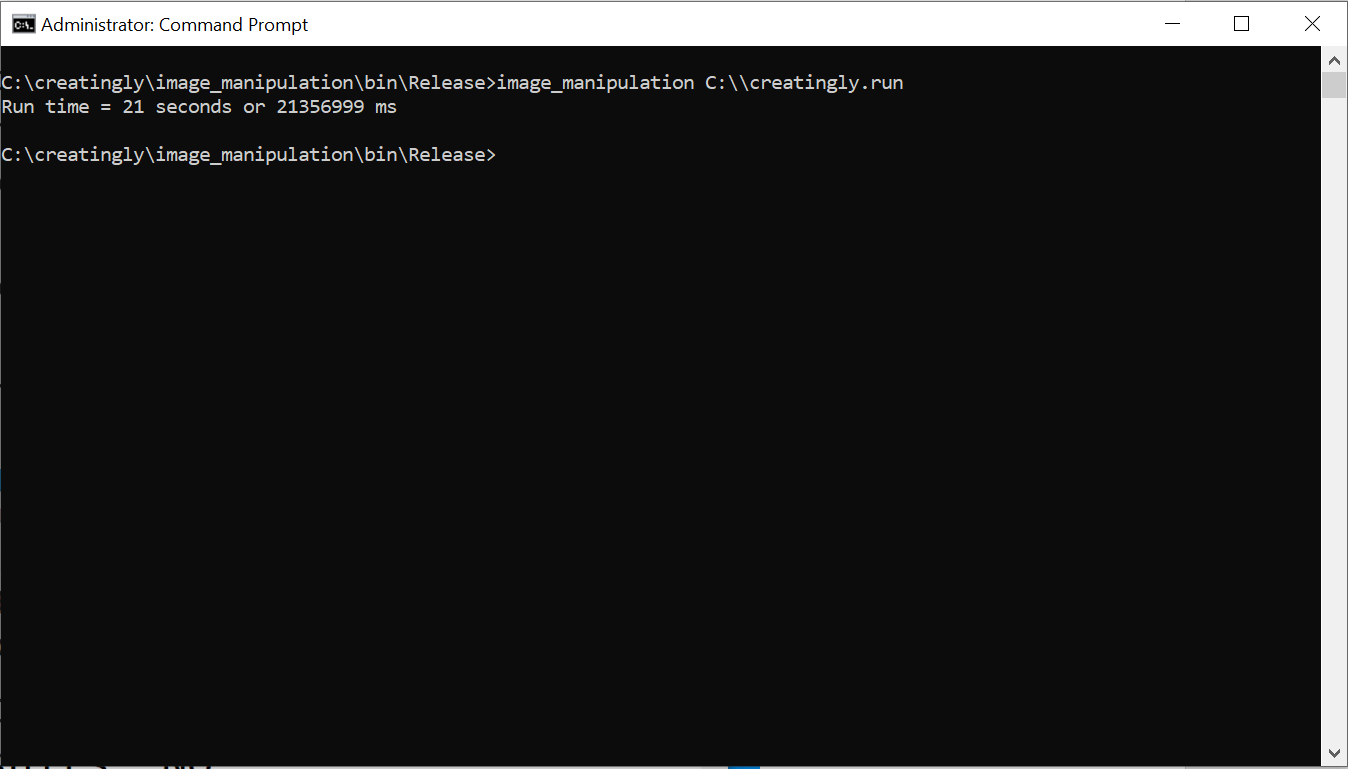 Administrator: Command Prompt
C:\creatingly\image_manipulation\bin\Release>image_manipulation C:\\creatingly.run
Run time = 21 seconds or 21356999 ms
C:\creatingly\image_manipulation\bin\Release>